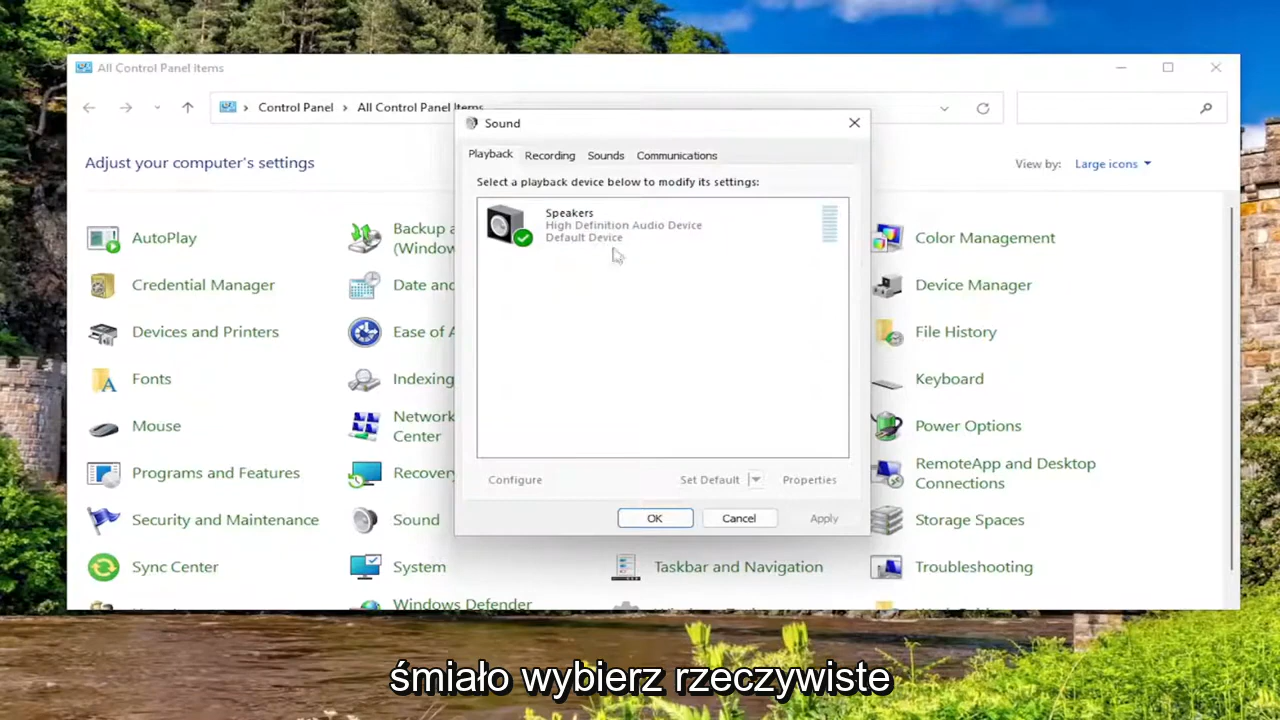 All Control Panel Items
Control Panel > All Control Panel Items
Adjust your computer's settings
View by: Large icons
Sound
Playback
Recording
Sounds
Communications
Select a playback device below to modify its settings:
Speakers
High Definition Audio Device
Default Device
Configure
Set Default
Properties
OK
Cancel
Apply
AutoPlay
Backup a
(Window
Color Management
Credential Manager
Date and
Device Manager
Devices and Printers
Ease of A
File History
Fonts
Indexing
Keyboard
Mouse
Network
Center
Power Options
Programs and Features
Recovery
RemoteApp and Desktop
Connections
Security and Maintenance
Sound
Storage Spaces
Sync Center
System
Taskbar and Navigation
Troubleshooting
Windows Defender
śmiało wybierz rzeczywiste